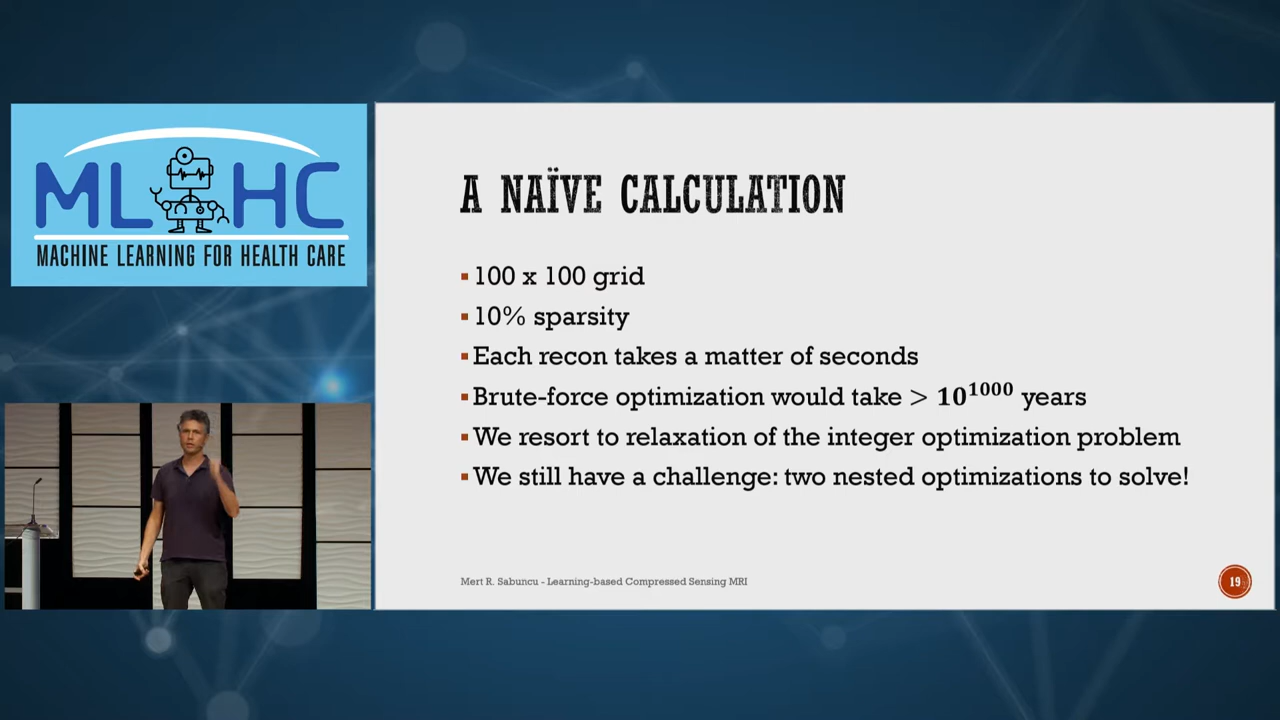 ML HC
MACHINE LEARNING FOR HEALTH CARE
A NAÏVE CALCULATION
▪ 100 x 100 grid
▪ 10% sparsity
▪ Each recon takes a matter of seconds
▪ Brute-force optimization would take > 10^1000 years
▪ We resort to relaxation of the integer optimization problem
▪ We still have a challenge: two nested optimizations to solve!
Mert R. Sabuncu - Learning-based Compressed Sensing MRI
19